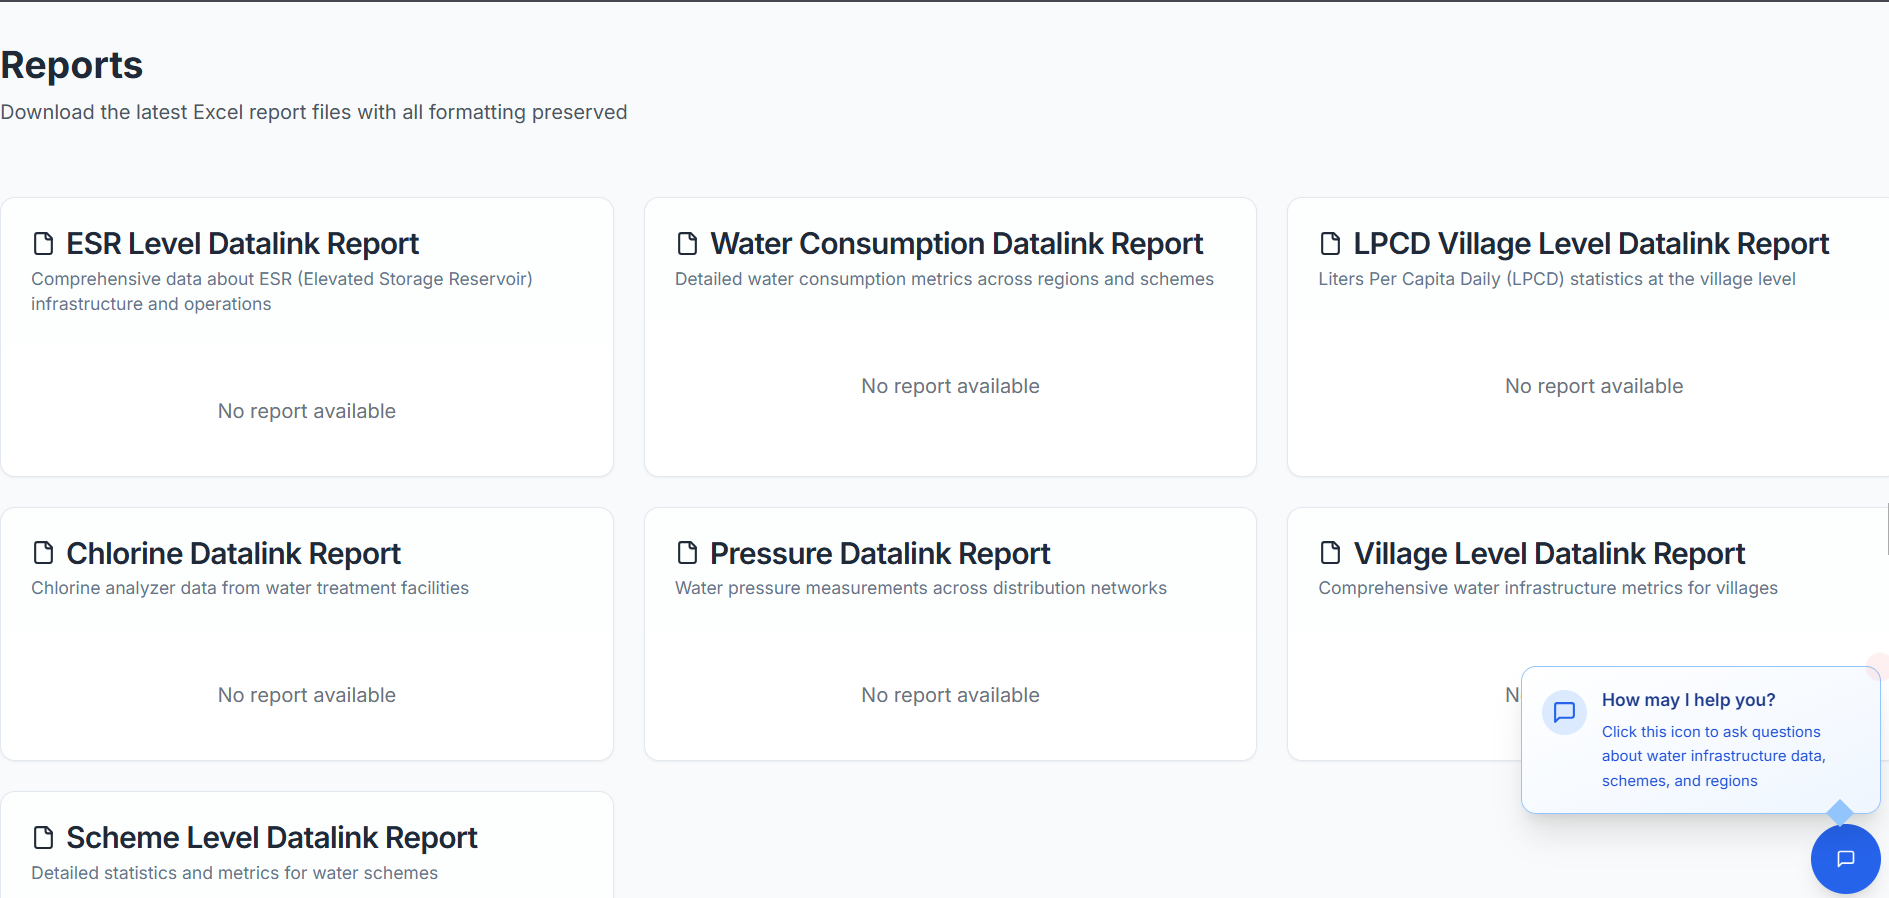 Reports
Download the latest Excel report files with all formatting preserved
ESR Level Datalink Report
Comprehensive data about ESR (Elevated Storage Reservoir)
infrastructure and operations
No report available
Water Consumption Datalink Report
Detailed water consumption metrics across regions and schemes
No report available
LPCD Village Level Datalink Report
Liters Per Capita Daily (LPCD) statistics at the village level
No report available
Chlorine Datalink Report
Chlorine analyzer data from water treatment facilities
No report available
Pressure Datalink Report
Water pressure measurements across distribution networks
No report available
Village Level Datalink Report
Comprehensive water infrastructure metrics for villages
How may I help you?
Click this icon to ask questions
about water infrastructure data,
schemes, and regions
Scheme Level Datalink Report
Detailed statistics and metrics for water schemes